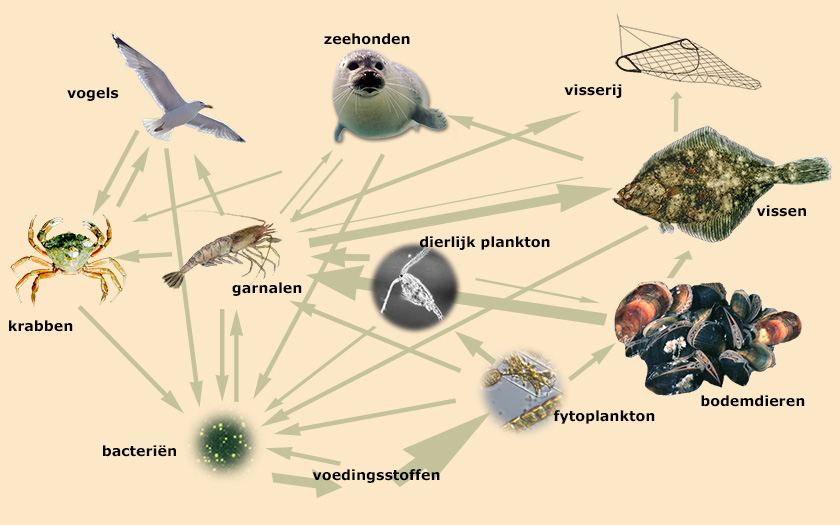 zeehonden
vogels
visserij
vissen
dierlijk plankton
garnalen
krabben
bodemdieren
fytoplankton
bacteriën
voedingsstoffen